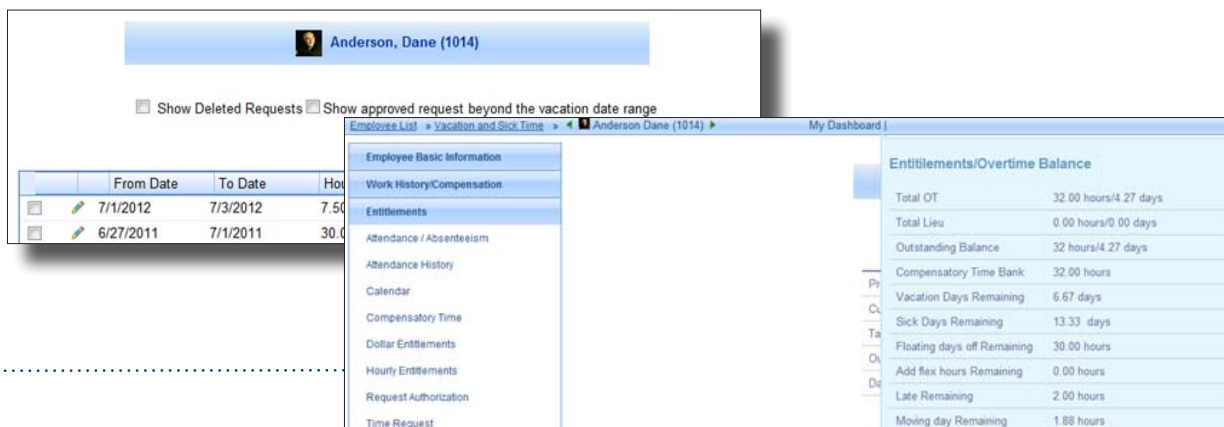 Anderson, Dane (1014)
Show Deleted Requests Show approved request beyond the vacation date range
From Date To Date
7/1/2012 7/3/2012 7.50
6/27/2011 7/1/2011 30.0
Employee List » Vacation and Sick Time » Anderson Dane (1014) My Dashboard |
Employee Basic Information
Work History/Compensation
Entitlements
Attendance / Absenteeism
Attendance History
Calendar
Compensatory Time
Dollar Entitlements
Hourly Entitlements
Request Authorization
Time Request
Entitilements/Overtime Balance
Total OT 32.00 hours/4.27 days
Total Lieu 0.00 hours/0.00 days
Outstanding Balance 32 hours/4.27 days
Compensatory Time Bank 32.00 hours
Vacation Days Remaining 6.67 days
Sick Days Remaining 13.33 days
Floating days off Remaining 30.00 hours
Add flex hours Remaining 0.00 hours
Late Remaining 2.00 hours
Moving day Remaining 1.88 hours